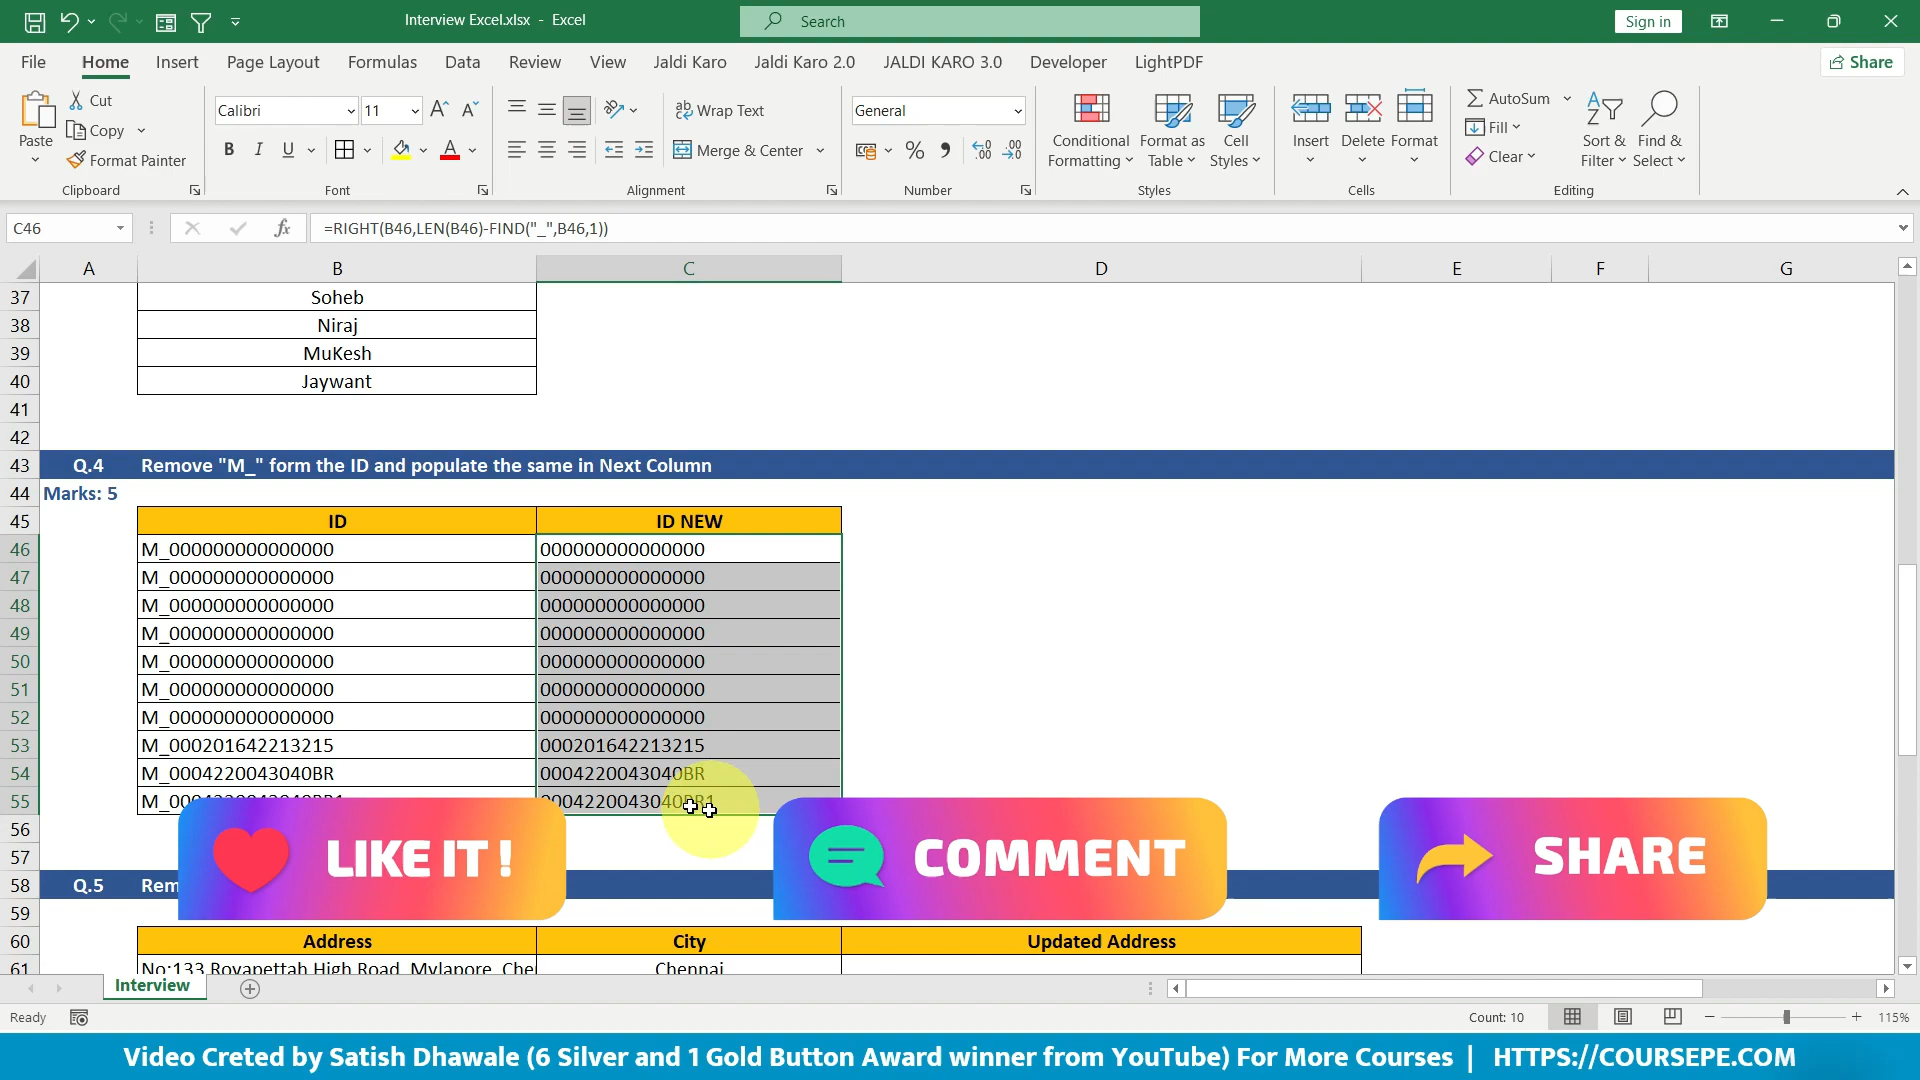 Interview Excel.xlsx - Excel
Search
Sign in
File Home Insert Page Layout Formulas Data Review View Jaldi Karo Jaldi Karo 2.0 JALDI KARO 3.0 Developer LightPDF
Share
Paste
Cut
Copy
Format Painter
Clipboard
Calibri 11
B I U
Font
Wrap Text
Merge & Center
Alignment
General
Number
Conditional Formatting
Format as Table
Cell Styles
Styles
Insert Delete Format
Cells
AutoSum
Fill
Clear
Sort & Filter
Find & Select
Editing
C46 fx =RIGHT(B46,LEN(B46)-FIND("_",B46,1))
A B C D E F G
37 Soheb
38 Niraj
39 MuKesh
40 Jaywant
41
42
43 Q.4 Remove "M_" form the ID and populate the same in Next Column
44 Marks: 5
45 ID ID NEW
46 M_000000000000000 000000000000000
47 M_000000000000000 000000000000000
48 M_000000000000000 000000000000000
49 M_000000000000000 000000000000000
50 M_000000000000000 000000000000000
51 M_000000000000000 000000000000000
52 M_000000000000000 000000000000000
53 M_000201642213215 000201642213215
54 M_0004220043040BR 0004220043040BR
55
56
57
LIKE IT !
COMMENT
SHARE
58 Q.5
59
60 Address City Updated Address
61 No:133 Royapettah High Road, Mylapore, Chennai
Interview
Ready
Count: 10
115%
Video Creted by Satish Dhawale (6 Silver and 1 Gold Button Award winner from YouTube) For More Courses | HTTPS://COURSEPE.COM